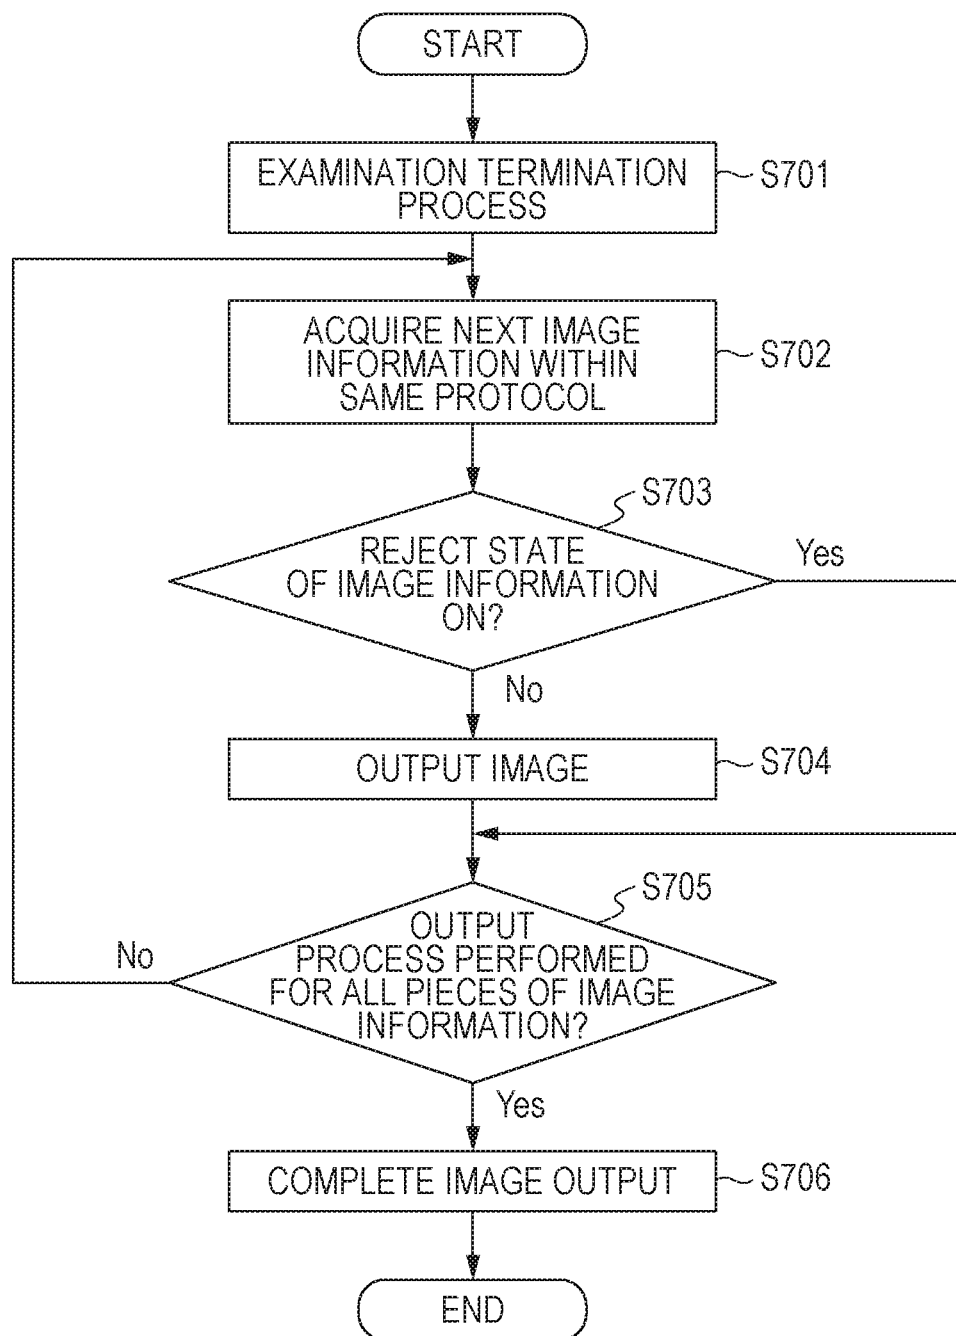 START
EXAMINATION TERMINATION
PROCESS
S701
ACQUIRE NEXT IMAGE
INFORMATION WITHIN
SAME PROTOCOL
S702
S703
REJECT STATE
OF IMAGE INFORMATION
ON?
Yes
No
OUTPUT IMAGE
S704
S705
OUTPUT
PROCESS PERFORMED
FOR ALL PIECES OF IMAGE
INFORMATION?
No
Yes
COMPLETE IMAGE OUTPUT
S706
END